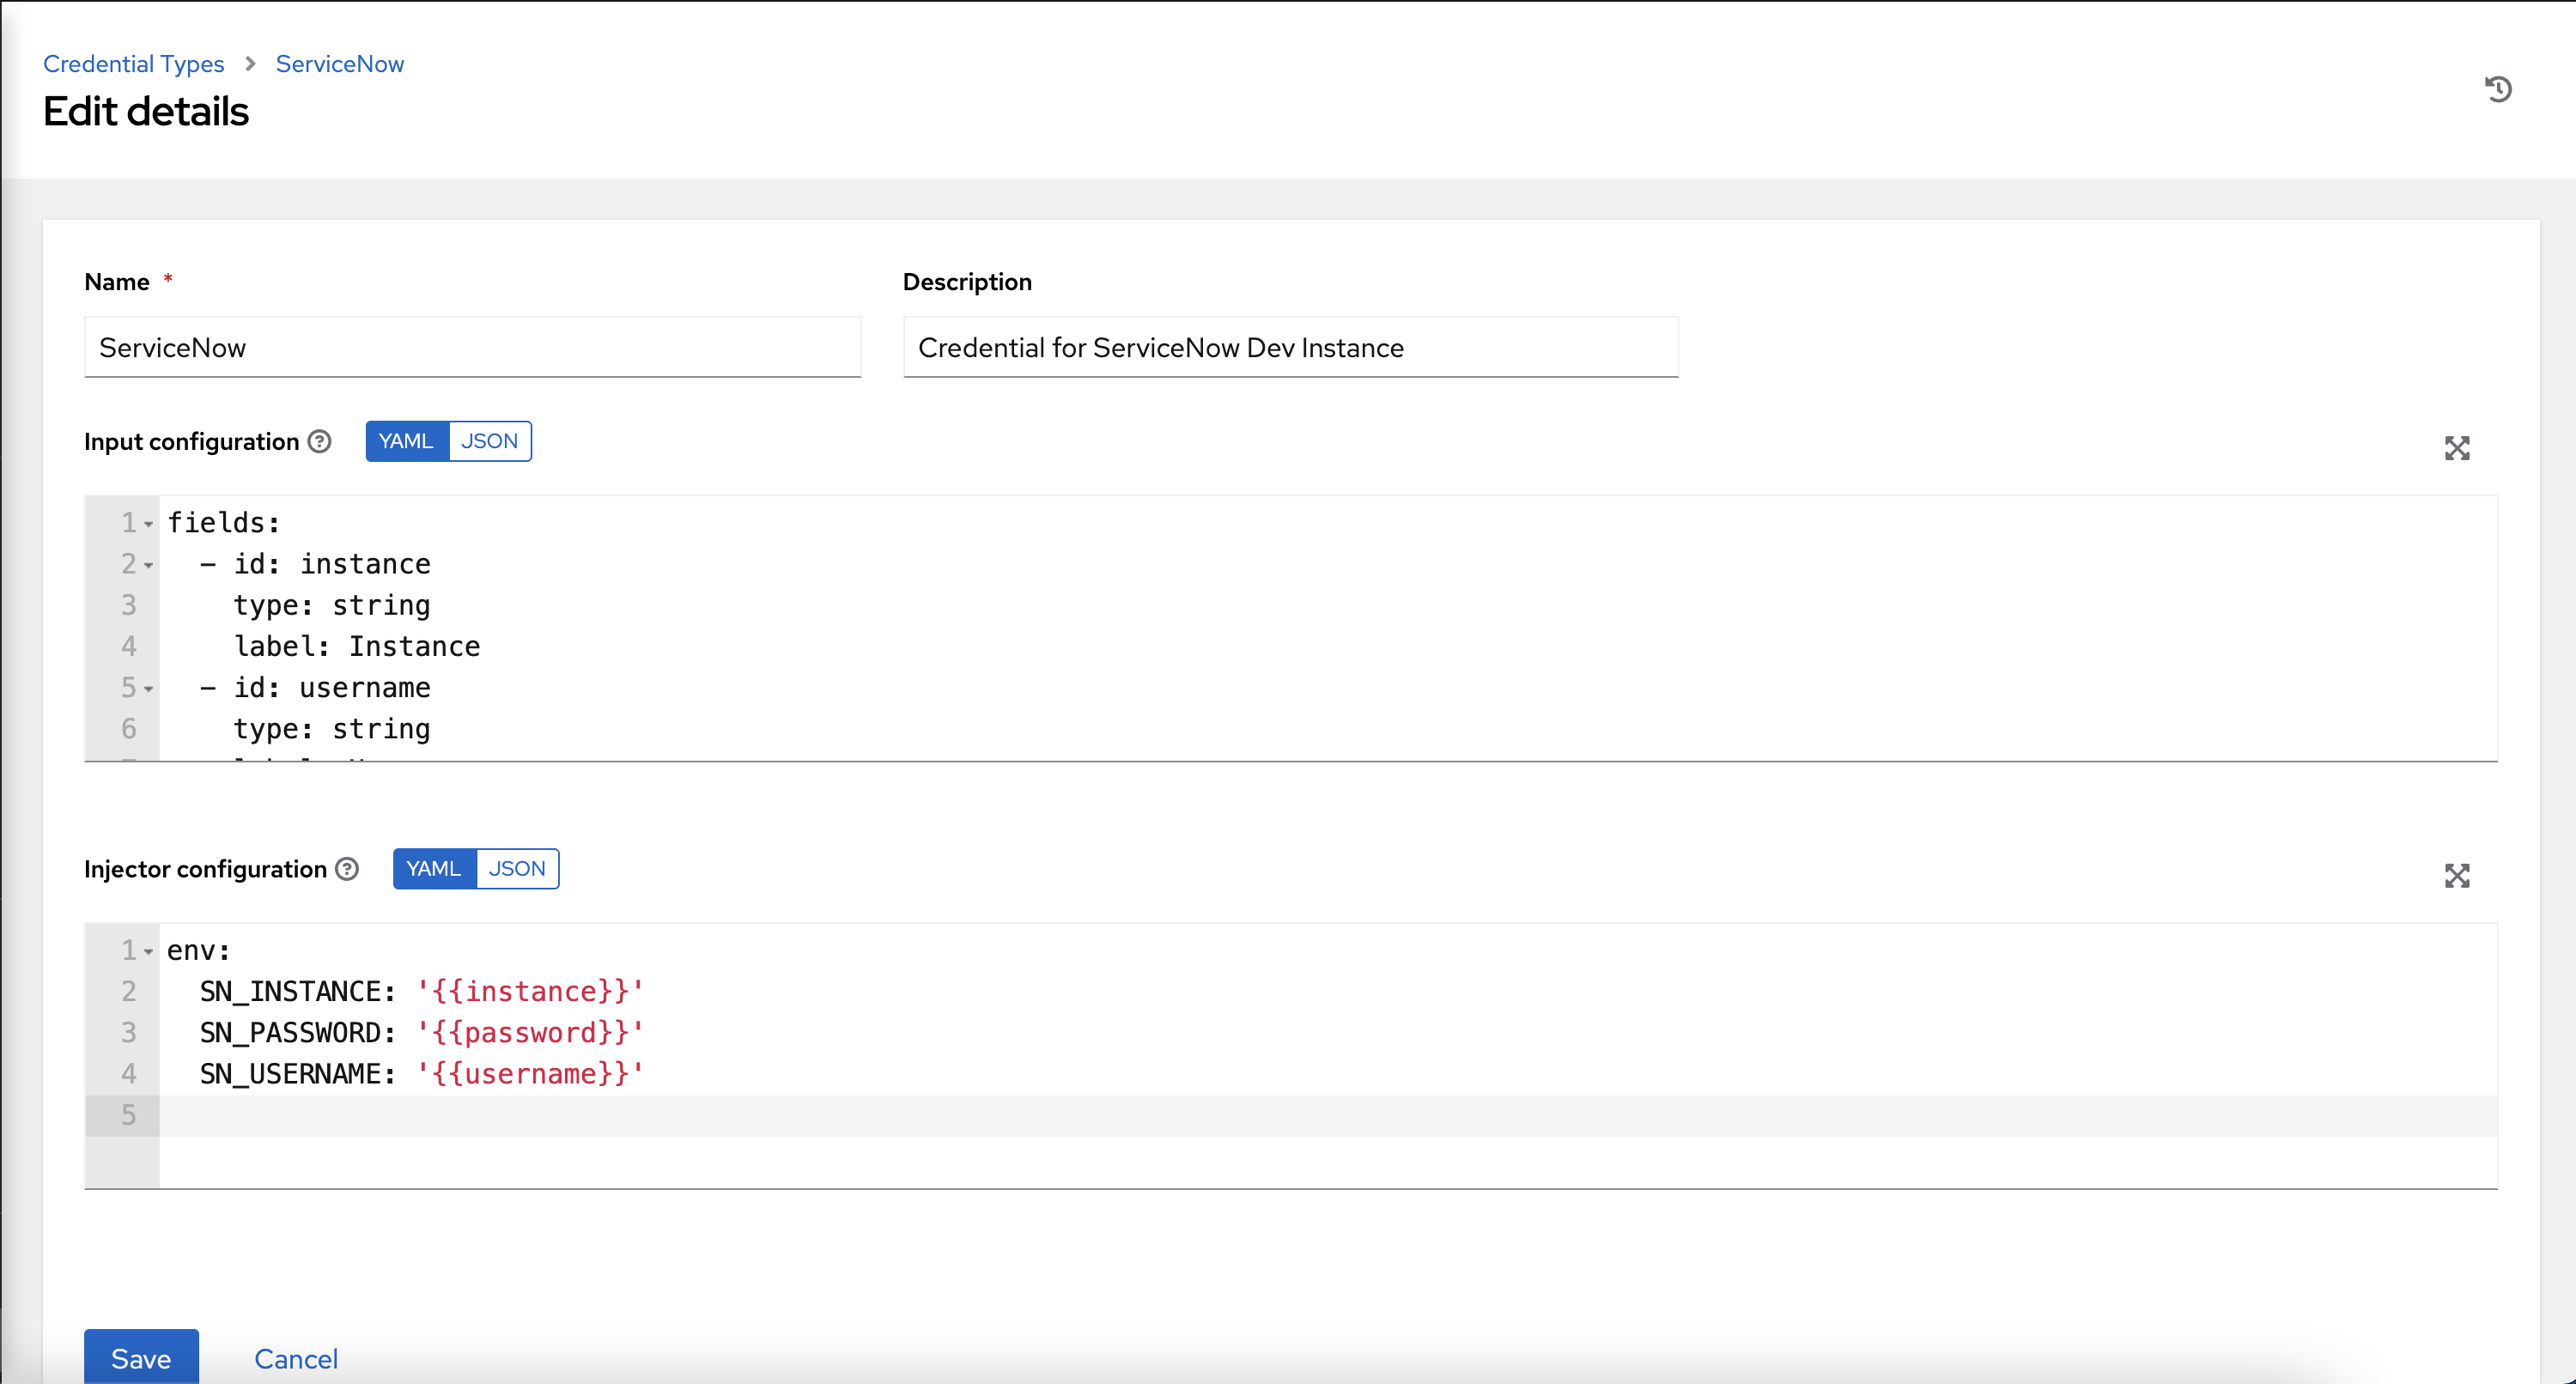 Credential Types > ServiceNow
Edit details
Name *
Description
ServiceNow
Credential for ServiceNow Dev Instance
Input configuration ? YAML JSON
1 fields:
2   - id: instance
3     type: string
4     label: Instance
5   - id: username
6     type: string
Injector configuration ? YAML JSON
1 env:
2   SN_INSTANCE: '{{instance}}'
3   SN_PASSWORD: '{{password}}'
4   SN_USERNAME: '{{username}}'
5
Save Cancel